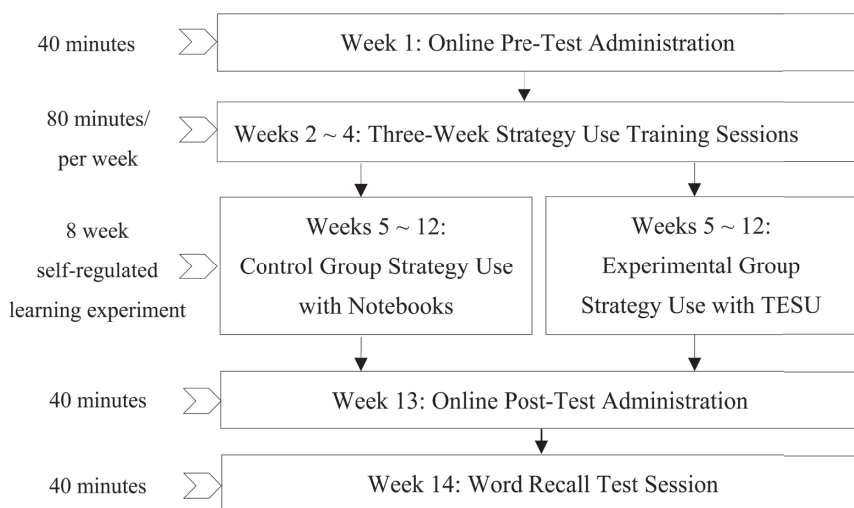 40 minutes
Week 1: Online Pre-Test Administration
80 minutes/
per week
Weeks 2 ~ 4: Three-Week Strategy Use Training Sessions
8 week
self-regulated
learning experiment
Weeks 5 ~ 12:
Control Group Strategy Use
with Notebooks
Weeks 5 ~ 12:
Experimental Group
Strategy Use with TESU
40 minutes
Week 13: Online Post-Test Administration
40 minutes
Week 14: Word Recall Test Session